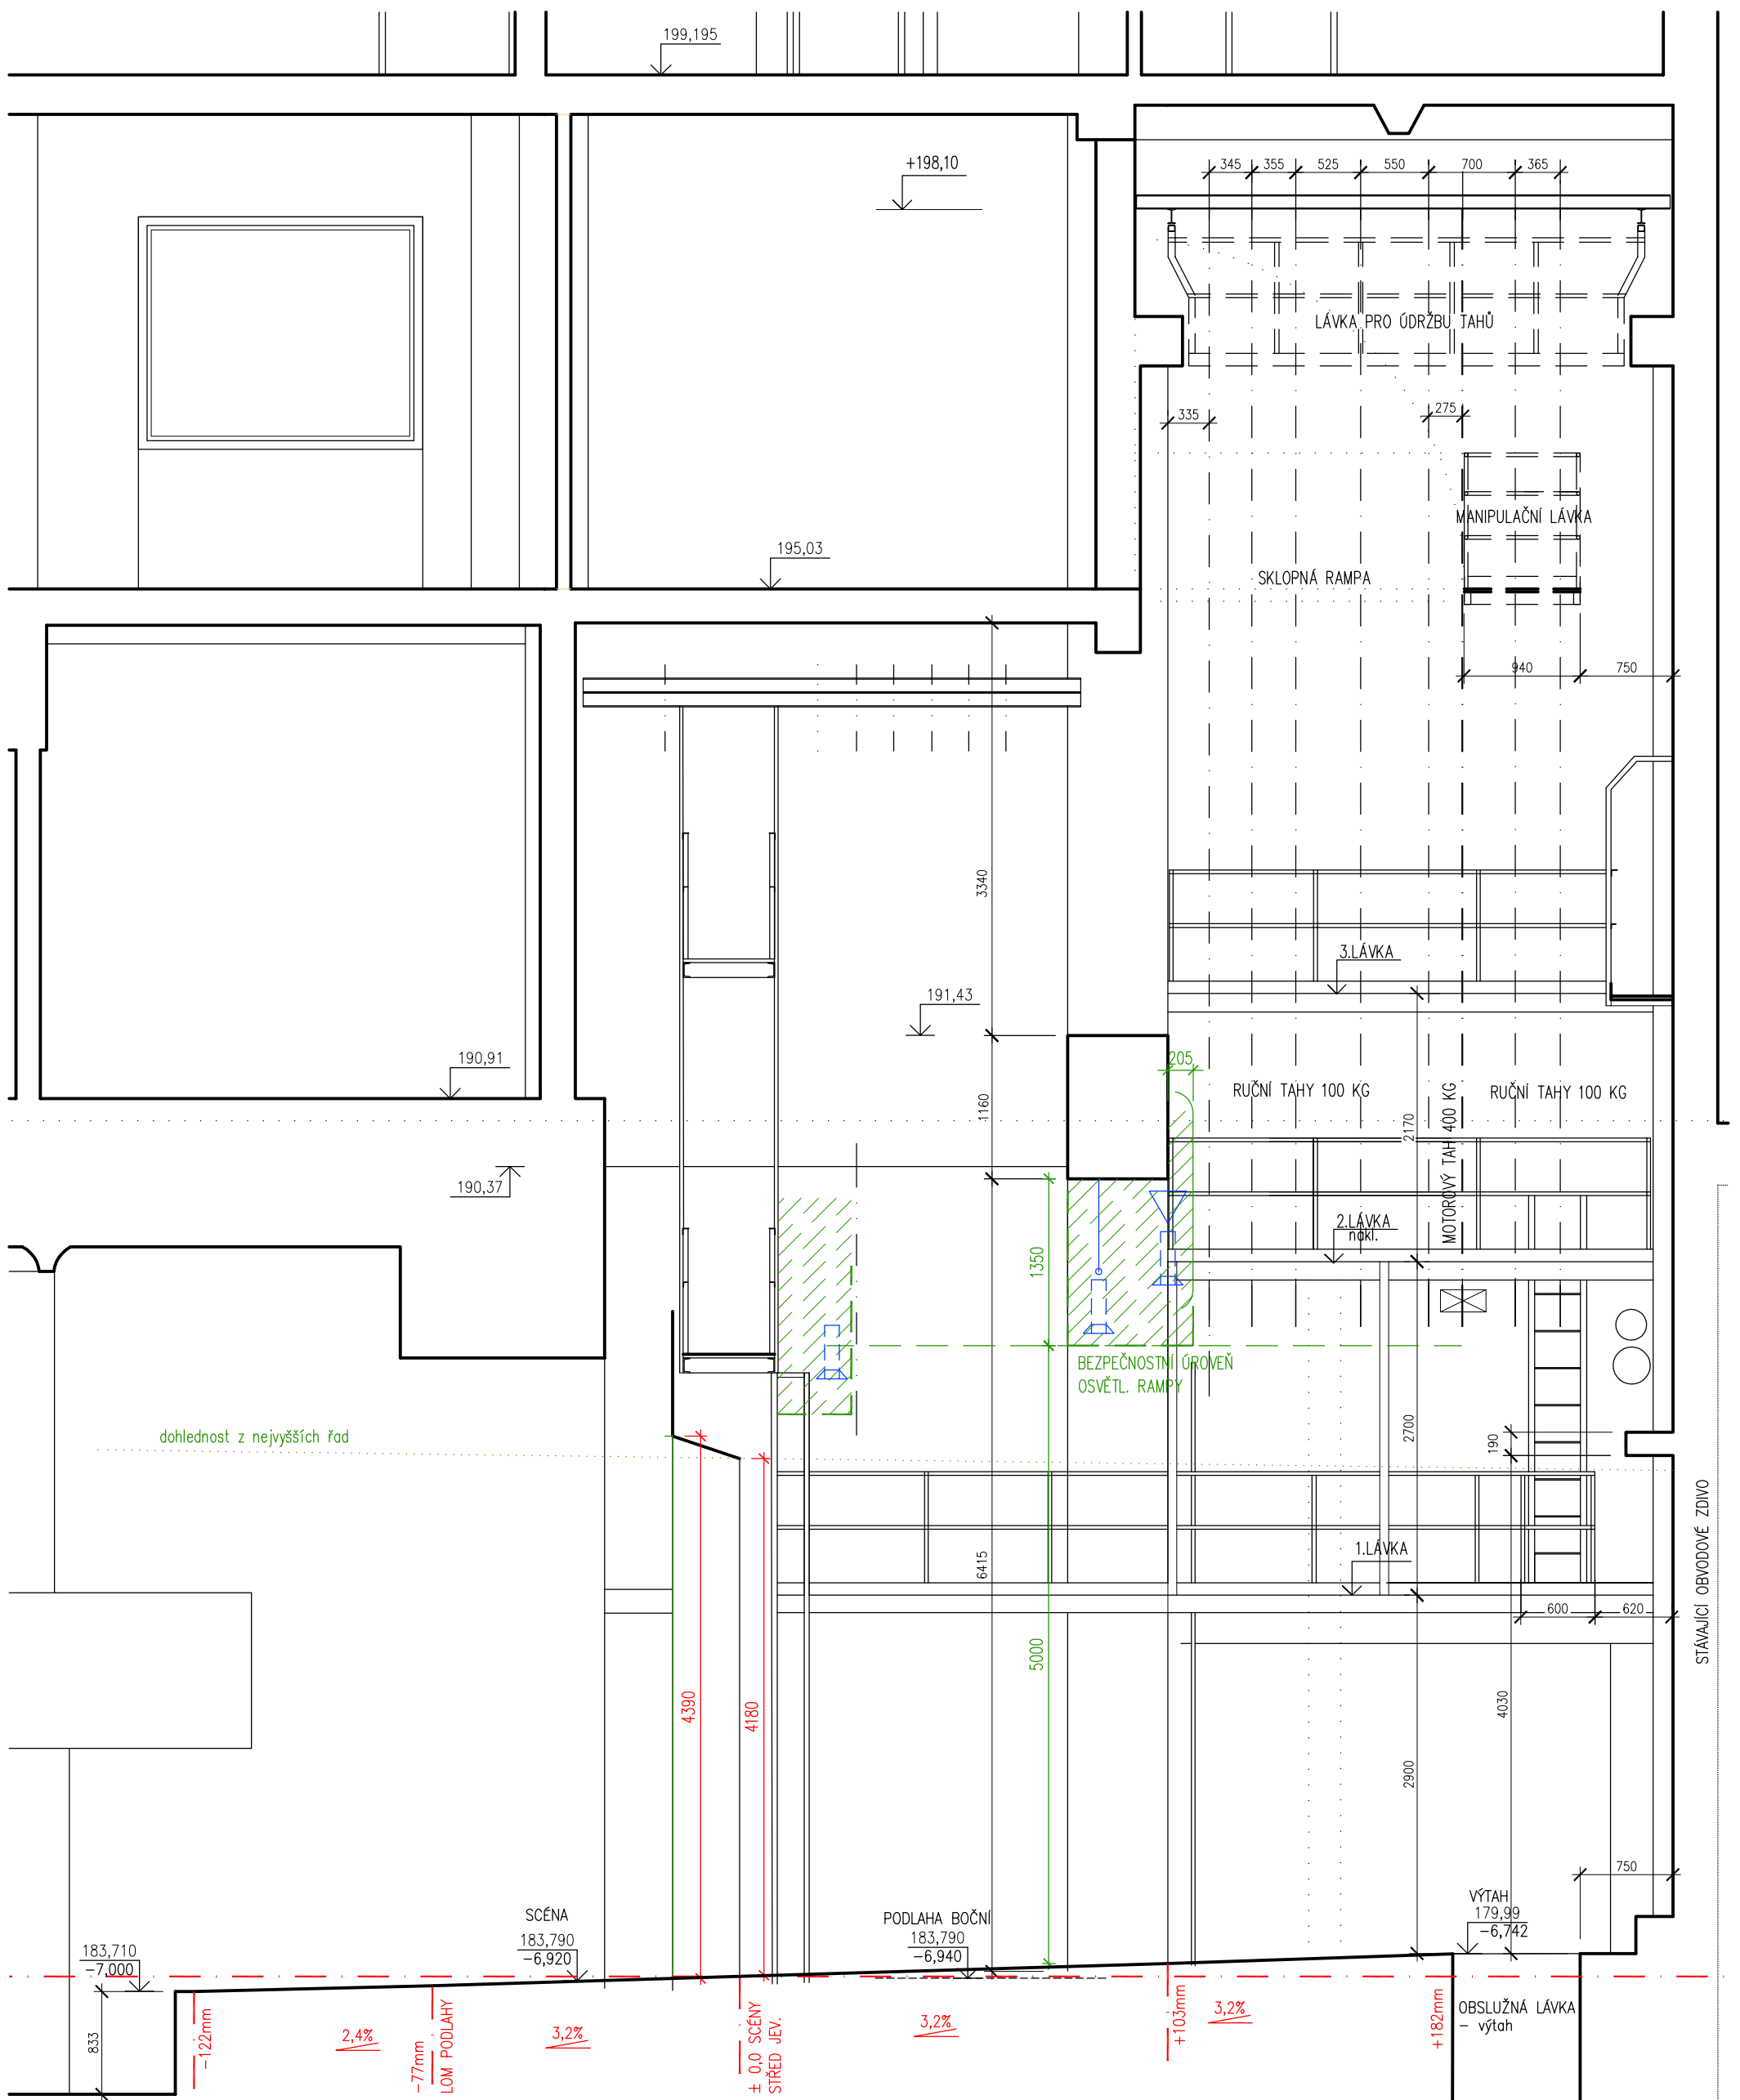 199,195
+198,10
345 355 525 550 700 365
LÁVKA PRO ÚDRŽBU TAHŮ
335
275
MANIPULAČNÍ LÁVKA
195,03
SKLOPNÁ RAMPA
940
750
3340
3.LÁVKA
191,43
190,91
205
RUČNÍ TAHY 100 KG
MOTOROVÝ TAH 400 KG
RUČNÍ TAHY 100 KG
1160
2170
190,37
2.LÁVKA
nákl.
1350
BEZPEČNOSTNÍ ÚROVEŇ
OSVĚTL. RAMPY
dohlednost z nejvyšších řad
2700
190
STÁVAJÍCÍ OBVODOVÉ ZDIVO
1.LÁVKA
6415
600
620
5000
4390
4180
4030
2900
750
SCÉNA
183,790
-6,920
PODLAHA BOČNÍ
183,790
-6,940
VÝTAH
179,99
-6,742
183,710
-7,000
833
-122mm
2,4%
-77mm
LOM PODLAHY
3,2%
± 0,0 SCÉNY
STŘED JEV.
3,2%
+103mm
3,2%
+182mm
OBSLUŽNÁ LÁVKA
– výtah